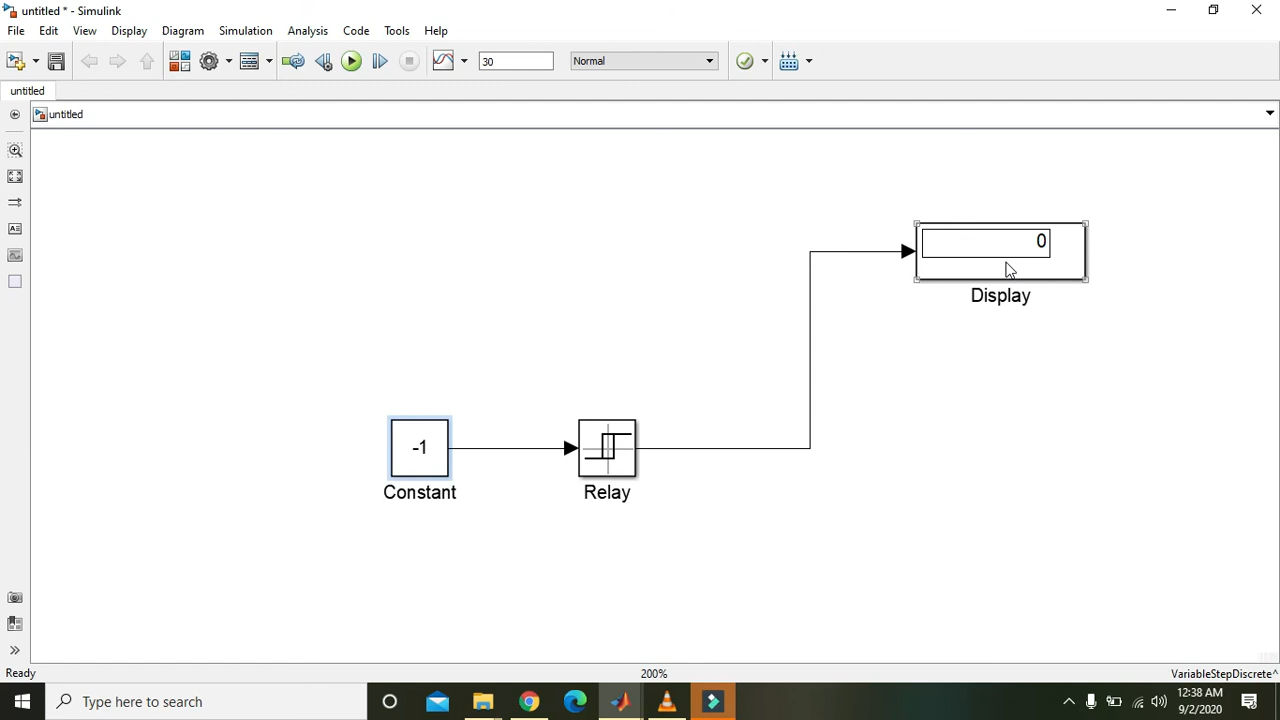 untitled * - Simulink
File Edit View Display Diagram Simulation Analysis Code Tools Help
30 Normal
untitled
untitled
0
Display
-1
Constant
Relay
Ready 200% VariableStepDiscrete^
Type here to search
12:38 AM
9/2/2020